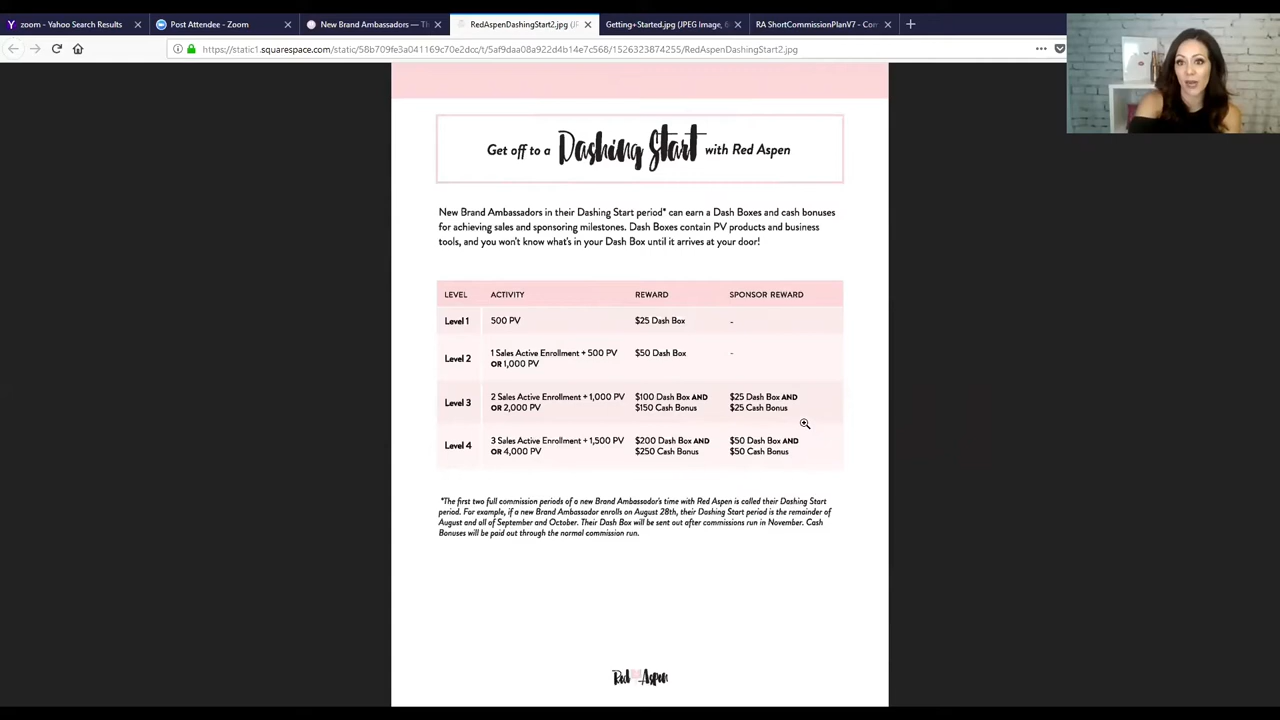 zoom - Yahoo Search Results
Post Attendee - Zoom
New Brand Ambassadors — Th
RedAspenDashingStart2.jpg (JP
Getting+Started.jpg (JPEG Image, 6
RA ShortCommissionPlanV7 - Com
https://static1.squarespace.com/static/58b709fe3a041169c70e2dcc/t/5af9daa08a922d4b14e7c568/1526323874255/RedAspenDashingStart2.jpg
Get off to a Dashing Start with Red Aspen
New Brand Ambassadors in their Dashing Start period* can earn a Dash Boxes and cash bonuses
for achieving sales and sponsoring milestones. Dash Boxes contain PV products and business
tools, and you won't know what's in your Dash Box until it arrives at your door!
LEVEL ACTIVITY REWARD SPONSOR REWARD
Level 1 500 PV $25 Dash Box -
Level 2 1 Sales Active Enrollment + 500 PV $50 Dash Box -
OR 1,000 PV
Level 3 2 Sales Active Enrollment + 1,000 PV $100 Dash Box AND $25 Dash Box AND
OR 2,000 PV $150 Cash Bonus $25 Cash Bonus
Level 4 3 Sales Active Enrollment + 1,500 PV $200 Dash Box AND $50 Dash Box AND
OR 4,000 PV $250 Cash Bonus $50 Cash Bonus
*The first two full commission periods of a new Brand Ambassador's time with Red Aspen is called their Dashing Start
period. For example, if a new Brand Ambassador enrolls on August 28th, their Dashing Start period is the remainder of
August and all of September and October. Their Dash Box will be sent out after commissions run in November. Cash
Bonuses will be paid out through the normal commission run.
Red Aspen